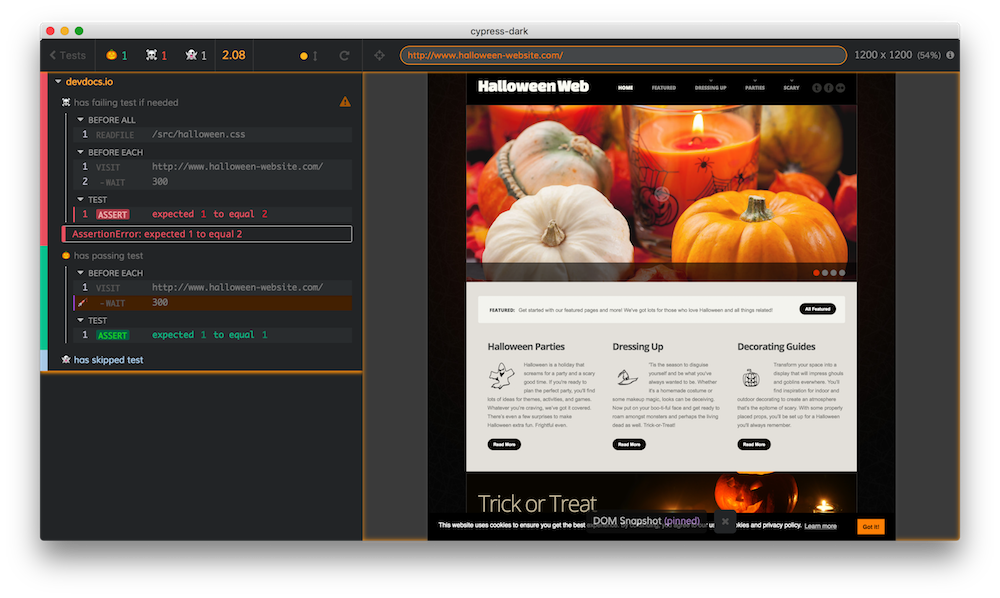 cypress-dark
Tests 1 1 1 2.08
http://www.halloween-website.com/
1200 x 1200 (54%)
devdocs.io
has failing test if needed
BEFORE ALL
1 READFILE /src/halloween.css
BEFORE EACH
1 VISIT http://www.halloween-website.com/
2 -WAIT 300
TEST
1 ASSERT expected 1 to equal 2
AssertionError: expected 1 to equal 2
has passing test
BEFORE EACH
1 VISIT http://www.halloween-website.com/
-WAIT 300
TEST
1 ASSERT expected 1 to equal 1
has skipped test
Halloween Web
HOME FEATURED DRESSING UP PARTIES SCARY
FEATURED: Get started with our featured pages and more! We've got lots for those who love Halloween and all things related!
All Featured
Halloween Parties
Halloween is a holiday that
screams for a party and a scary
good time. If you're ready to
plan the perfect party, you'll find
lots of ideas for themes, activities, and games.
Whatever you're craving, we've got it covered.
There's even a few surprises to make
Halloween extra fun. Frightful even.
Read More
Dressing Up
'Tis the season to disguise
yourself and be what you've
always wanted to be. Whether
it's a homemade costume or
some makeup magic, looks can be deceiving.
Now put on your boo-ti-ful face and get ready to
roam amongst monsters and perhaps the living
dead as well. Trick-or-Treat!
Read More
Decorating Guides
Transform your space into a
display that will impress ghouls
and goblins everywhere. You'll
find inspiration for indoor and
outdoor decorating to create an atmosphere
that's the epitome of scary. With some properly
placed props, you'll be set up for a Halloween
you'll always remember.
Read More
Trick or Treat
This website uses cookies to ensure you get the best
DOM Snapshot (pinned)
and privacy policy. Learn more
Got it!